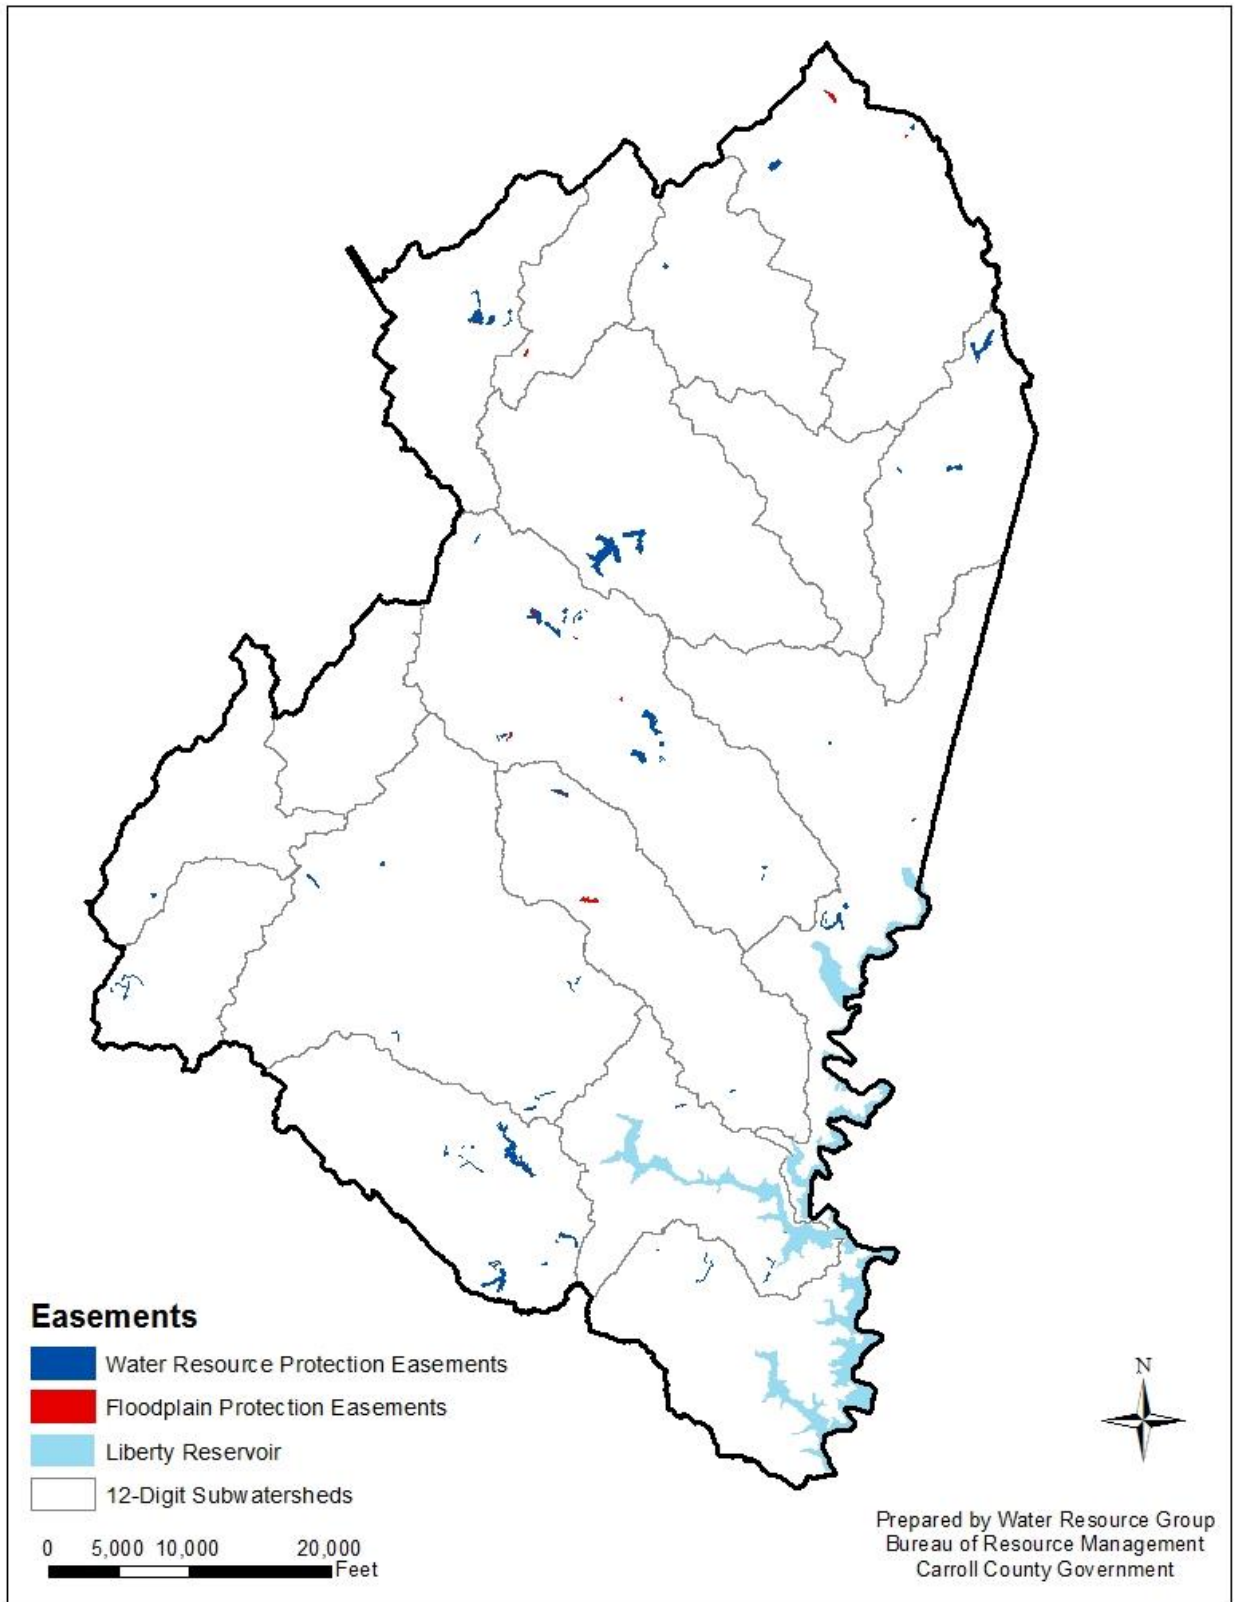 Easements
Water Resource Protection Easements
Floodplain Protection Easements
Liberty Reservoir
12-Digit Subwatersheds
0 5,000 10,000 20,000
Feet
N
Prepared by Water Resource Group
Bureau of Resource Management
Carroll County Government